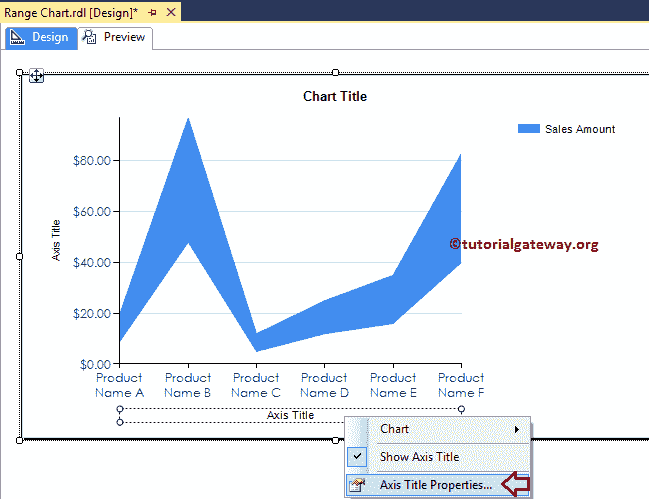 Range Chart.rdl [Design]*
Design Preview
Chart Title
Sales Amount
$80.00
$60.00
©tutorialgateway.org
Axis Title
$40.00
$20.00
$0.00
Product Product Product Product Product Product
Name A Name B Name C Name D Name E Name F
Axis Title
Chart
Show Axis Title
Axis Title Properties...